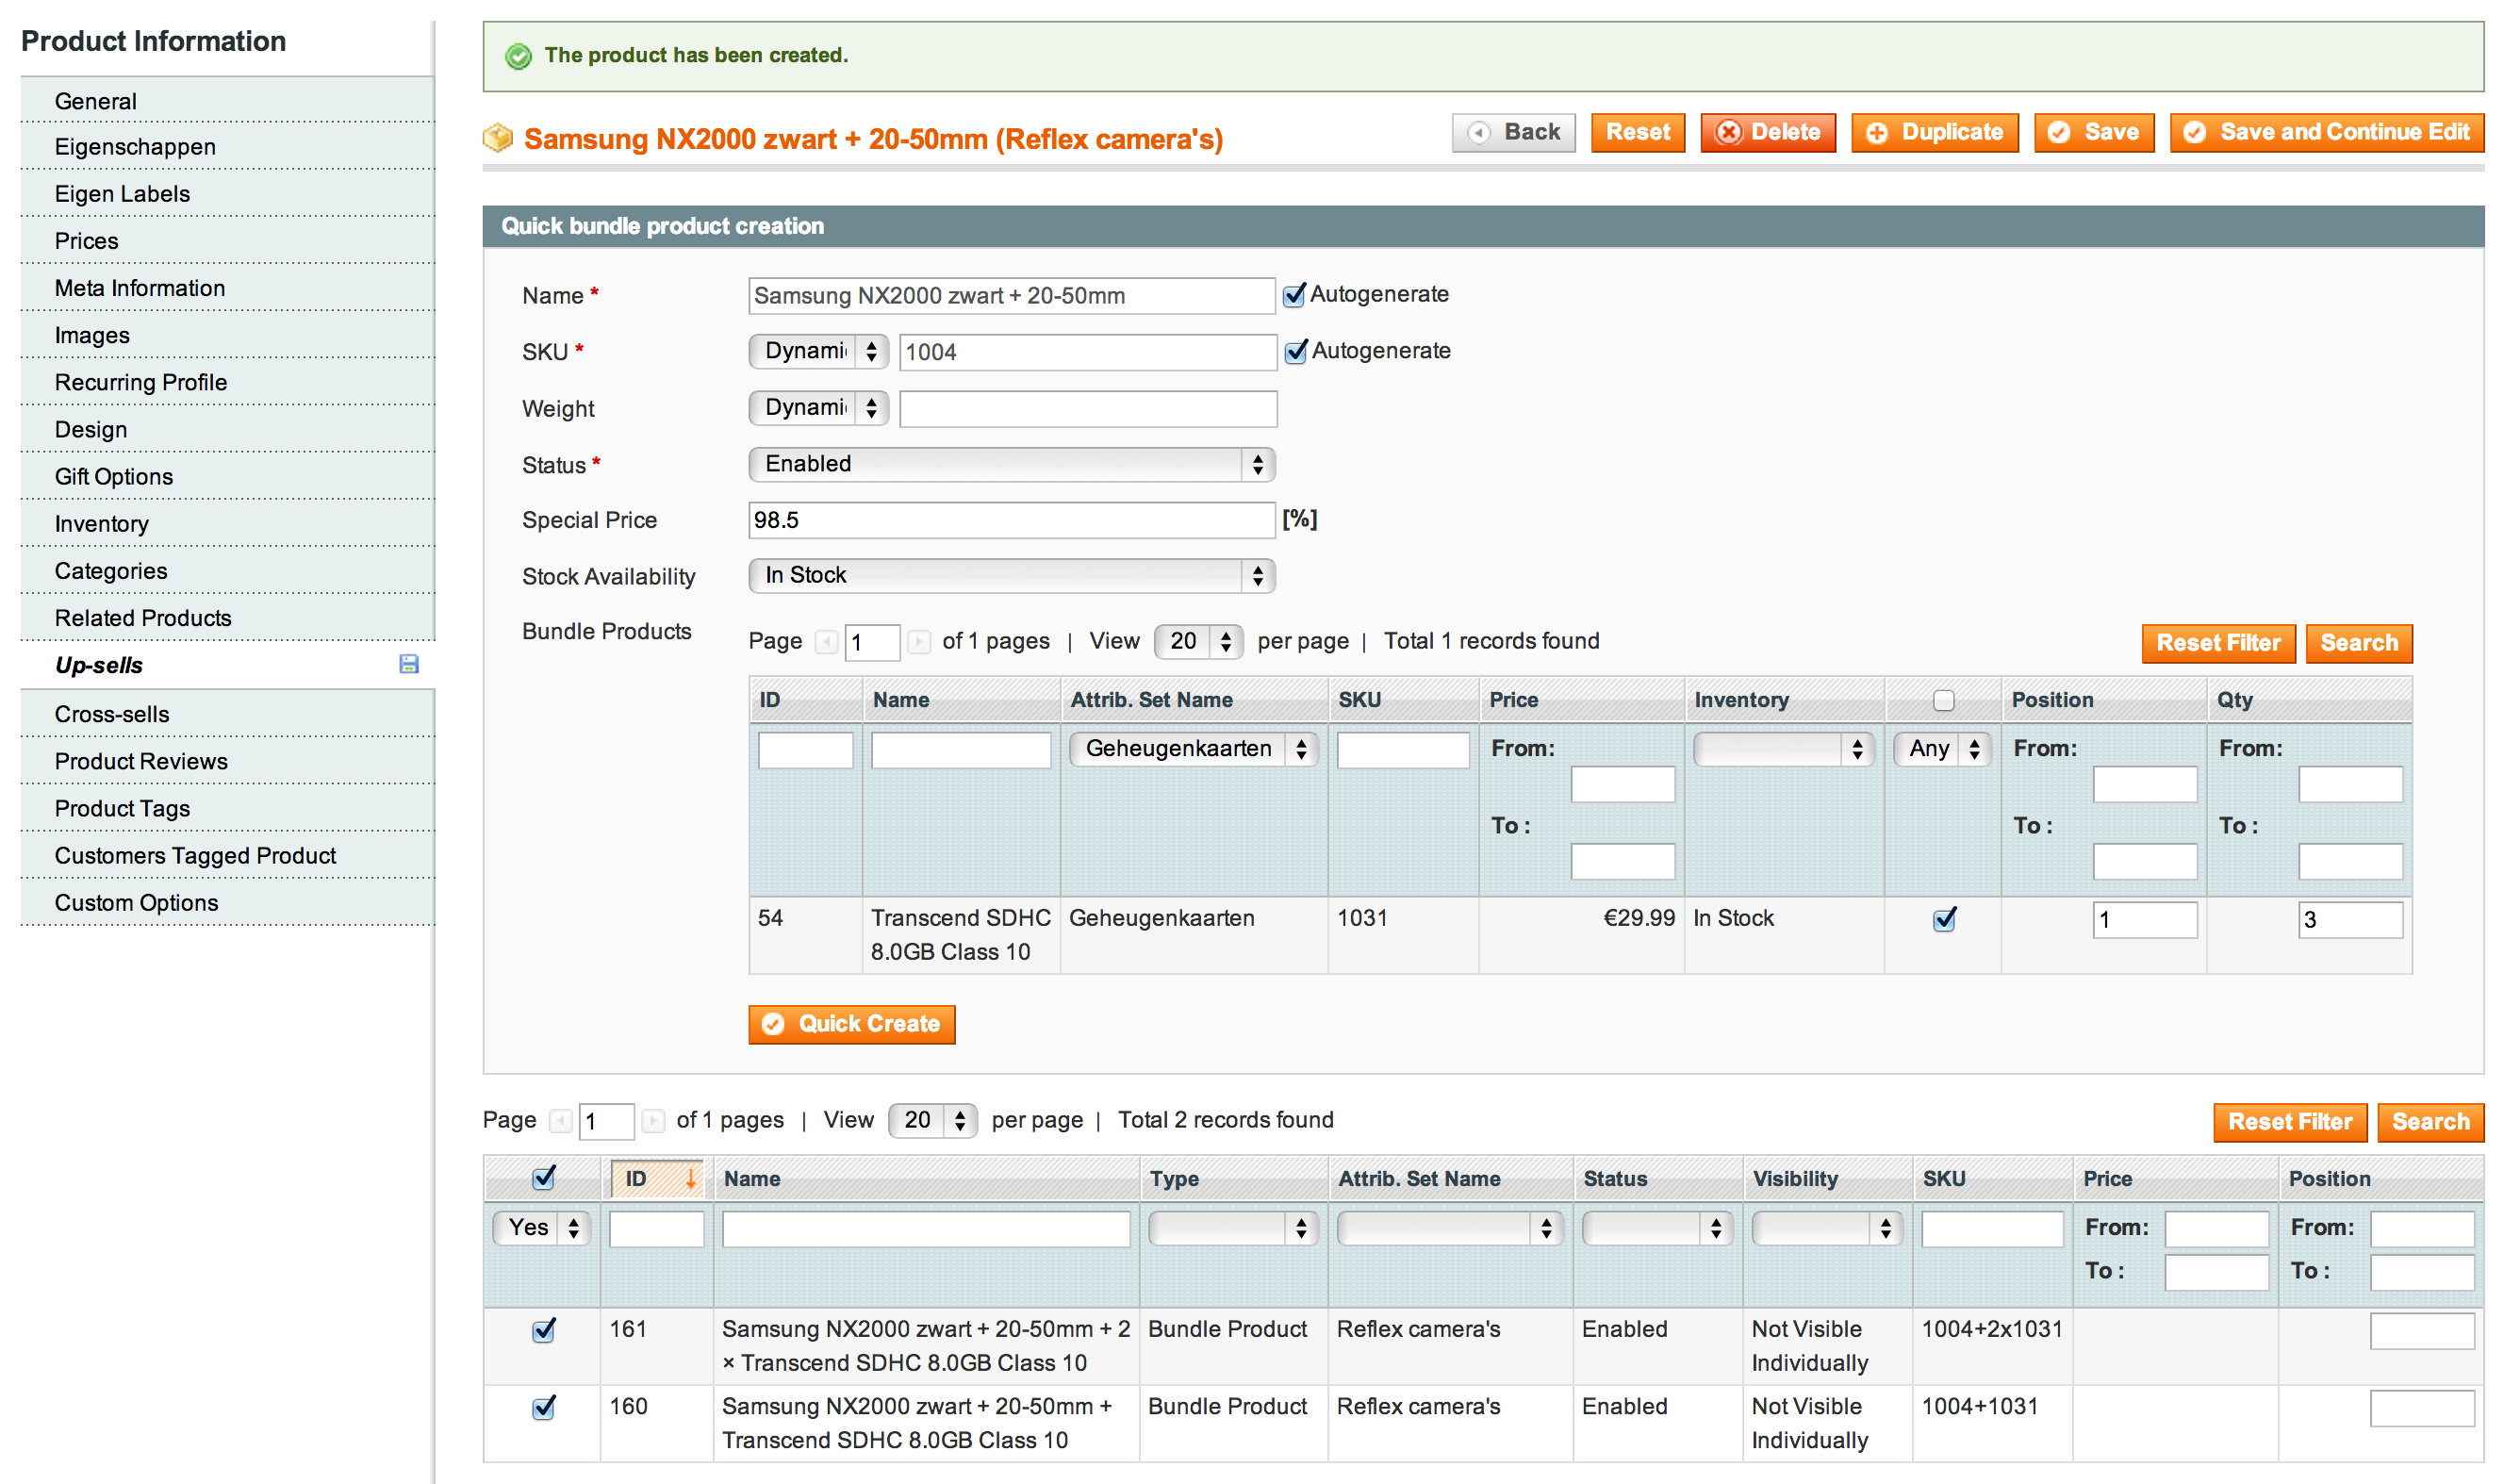 Product Information
General
Eigenschappen
Eigen Labels
Prices
Meta Information
Images
Recurring Profile
Design
Gift Options
Inventory
Categories
Related Products
Up-sells
Cross-sells
Product Reviews
Product Tags
Customers Tagged Product
Custom Options
The product has been created.
Samsung NX2000 zwart + 20-50mm (Reflex camera's)
Back Reset Delete Duplicate Save Save and Continue Edit
Quick bundle product creation
Name * Samsung NX2000 zwart + 20-50mm Autogenerate
SKU * Dynami 1004 Autogenerate
Weight Dynami
Status * Enabled
Special Price 98.5 [%]
Stock Availability In Stock
Bundle Products Page 1 of 1 pages | View 20 per page | Total 1 records found Reset Filter Search
ID Name Attrib. Set Name SKU Price Inventory Position Qty
Geheugenkaarten From: Any From: From:
To : To : To :
54 Transcend SDHC Geheugenkaarten 1031 €29.99 In Stock 1 3
8.0GB Class 10
Quick Create
Page 1 of 1 pages | View 20 per page | Total 2 records found Reset Filter Search
ID Name Type Attrib. Set Name Status Visibility SKU Price Position
Yes From: From:
To : To :
161 Samsung NX2000 zwart + 20-50mm + 2 Bundle Product Reflex camera's Enabled Not Visible 1004+2x1031
× Transcend SDHC 8.0GB Class 10 Individually
160 Samsung NX2000 zwart + 20-50mm + Bundle Product Reflex camera's Enabled Not Visible 1004+1031
Transcend SDHC 8.0GB Class 10 Individually